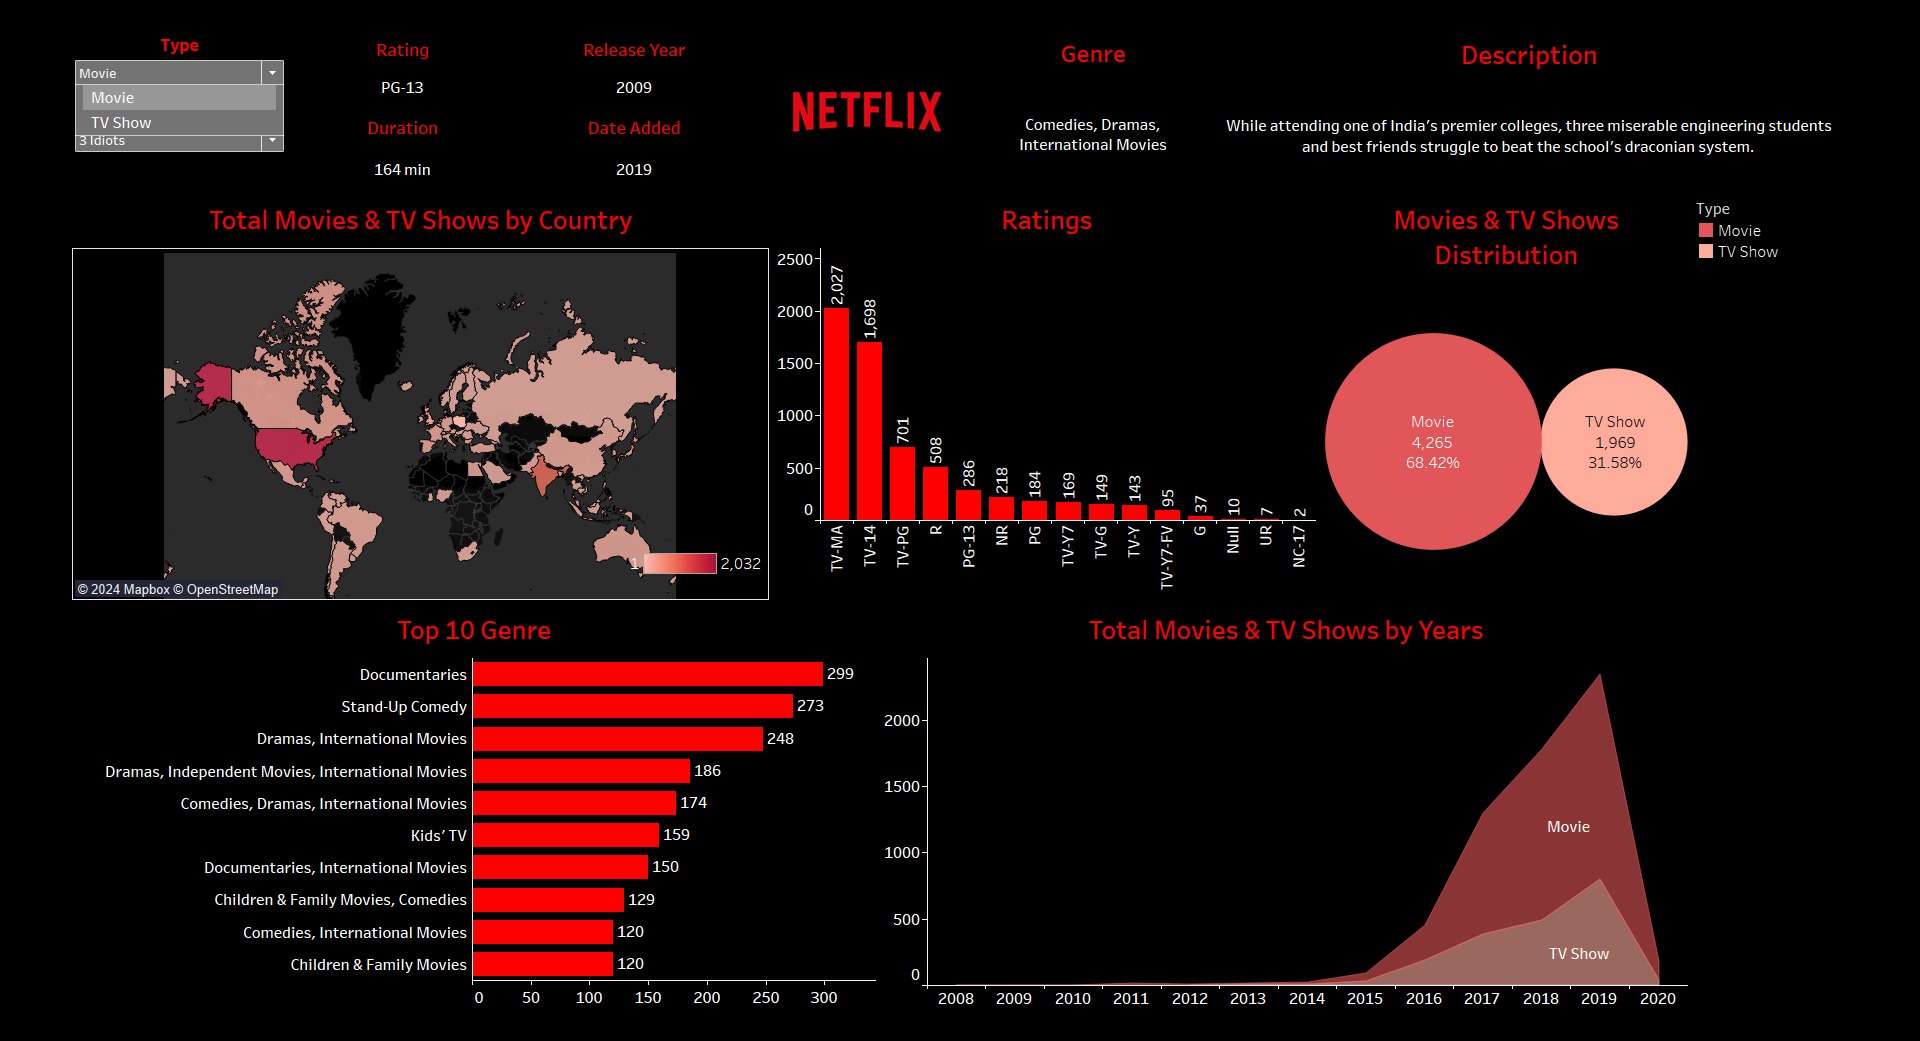 Type
Movie
Movie
TV Show
3 Idiots
Rating
PG-13
Duration
164 min
Release Year
2009
Date Added
2019
NETFLIX
Genre
Comedies, Dramas,
International Movies
Description
While attending one of India’s premier colleges, three miserable engineering students
and best friends struggle to beat the school’s draconian system.
Total Movies & TV Shows by Country
1
2,032
© 2024 Mapbox © OpenStreetMap
Ratings
2500
2000
1500
1000
500
0
2,027
1,698
701
508
286
218
184
169
149
143
95
37
10
7
2
TV-MA
TV-14
TV-PG
R
PG-13
NR
PG
TV-Y7
TV-G
TV-Y
TV-Y7-FV
G
Null
UR
NC-17
Movies & TV Shows
Distribution
Type
Movie
TV Show
Movie
4,265
68.42%
TV Show
1,969
31.58%
Top 10 Genre
Documentaries 299
Stand-Up Comedy 273
Dramas, International Movies 248
Dramas, Independent Movies, International Movies 186
Comedies, Dramas, International Movies 174
Kids’ TV 159
Documentaries, International Movies 150
Children & Family Movies, Comedies 129
Comedies, International Movies 120
Children & Family Movies 120
0 50 100 150 200 250 300
Total Movies & TV Shows by Years
2000
1500
1000
500
0
Movie
TV Show
2008 2009 2010 2011 2012 2013 2014 2015 2016 2017 2018 2019 2020